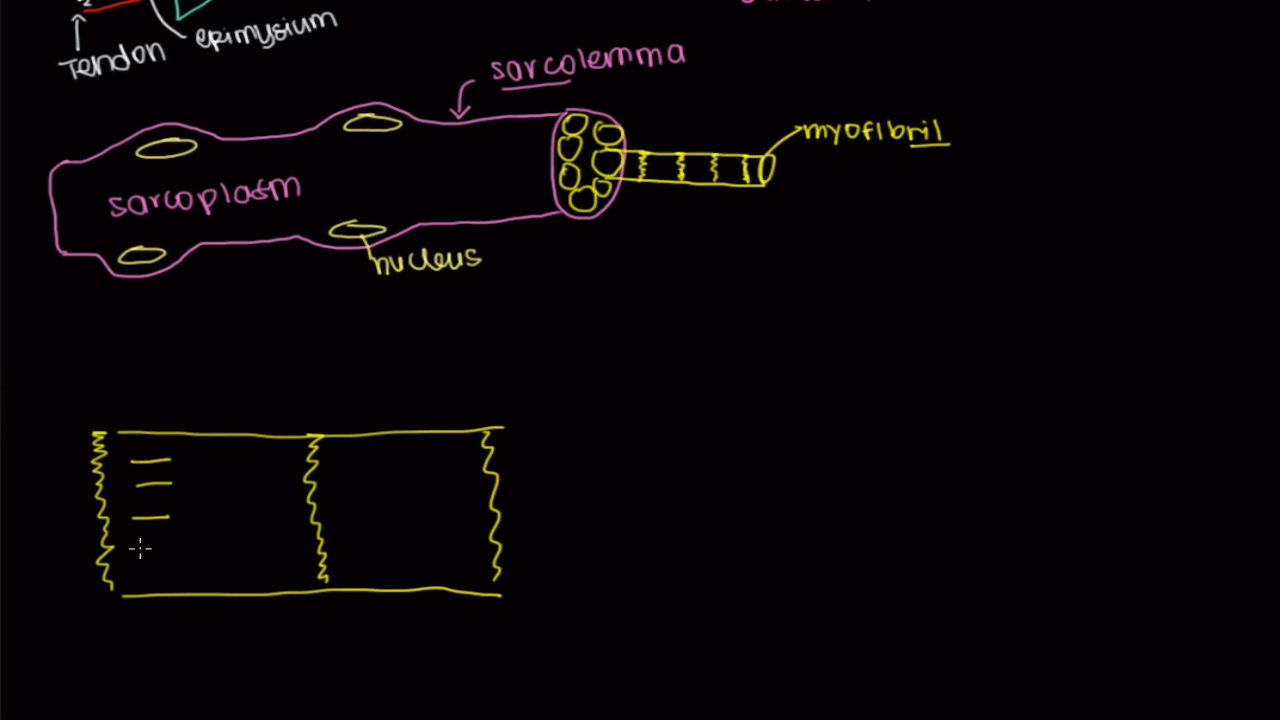 Tendon
epimysium
sarcolemma
myofibril
sarcoplasm
nucleus